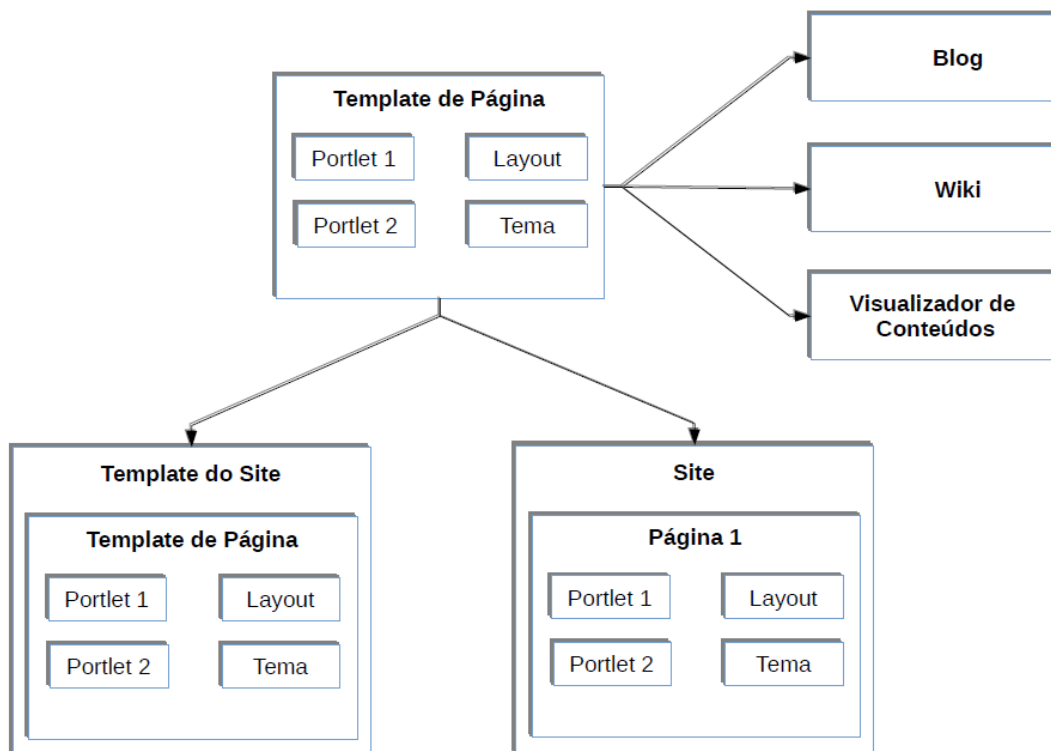 Blog
Template de Página
Portlet 1
Layout
Portlet 2
Tema
Wiki
Visualizador de
Conteúdos
Template do Site
Template de Página
Portlet 1
Layout
Portlet 2
Tema
Site
Página 1
Portlet 1
Layout
Portlet 2
Tema